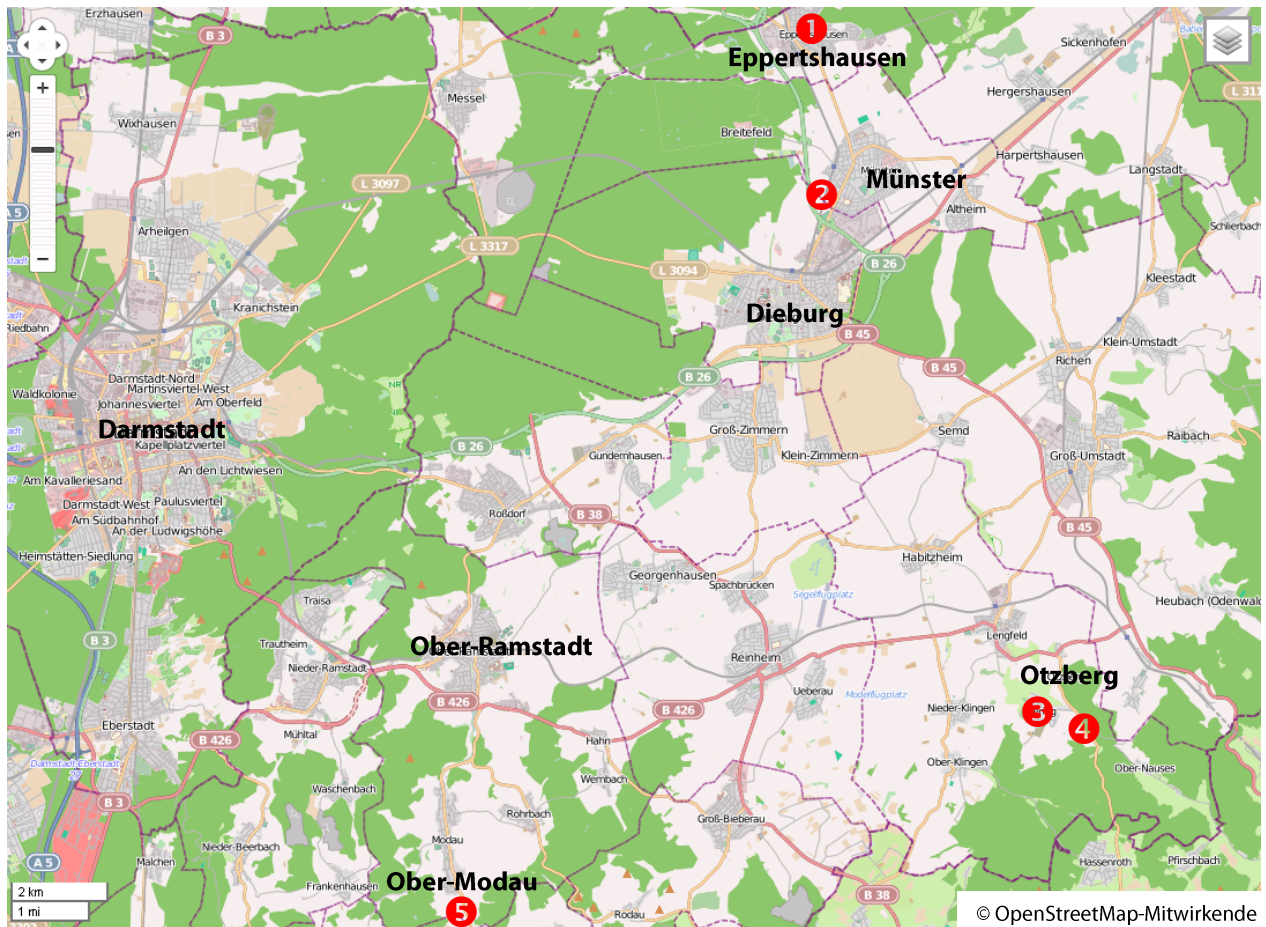 Erzhausen
B 3
1
Eppertshausen
Sickenhofen
Messel
Hergershausen
L 311
Wixhausen
Breitefeld
Harpertshausen
Langstadt
L 3097
2
Münster
Altheim
A 5
Arheilgen
L 3317
Schlierbach
B 26
L 3094
Kleestadt
Kranichstein
Dieburg
Riedbahn
B 45
Klein-Umstadt
Richen
B 45
B 26
Darmstadt-Nord
Martinsviertel-West
Waldkolonie
Johannesviertel
Am Oberfeld
NR
Darmstadt
Groß-Zimmern
Semd
Raibach
Kapellplatzviertel
B 26
Gundernhausen
Klein-Zimmern
Groß-Umstadt
An den Lichtwiesen
Am Kavalleriesand
Darmstadt-West
Paulusviertel
Roßdorf
B 38
Am Südbahnhof
An der Ludwigshöhe
B 45
Heimstätten-Siedlung
Habitzheim
Georgenhausen
Spachbrücken
Segelflugplatz
Traisa
Heubach (Odenwald
B 3
Trautheim
Ober-Ramstadt
Lengfeld
Nieder-Ramstadt
Reinheim
Otzberg
Ueberau
Modelflugplatz
B 426
B 426
Nieder-Klingen
3
4
Eberstadt
B 426
Mühltal
Hahn
Darmstadt Eberstadt
27
Ober-Klingen
Ober-Nauses
Wembach
Waschenbach
B 3
Rohrbach
Groß-Bieberau
Modau
Nieder-Beerbach
A 5
Malchen
Hassenroth
Pfirschbach
Frankenhausen
Ober-Modau
2 km
1 mi
5
Rodau
B 38
© OpenStreetMap-Mitwirkende